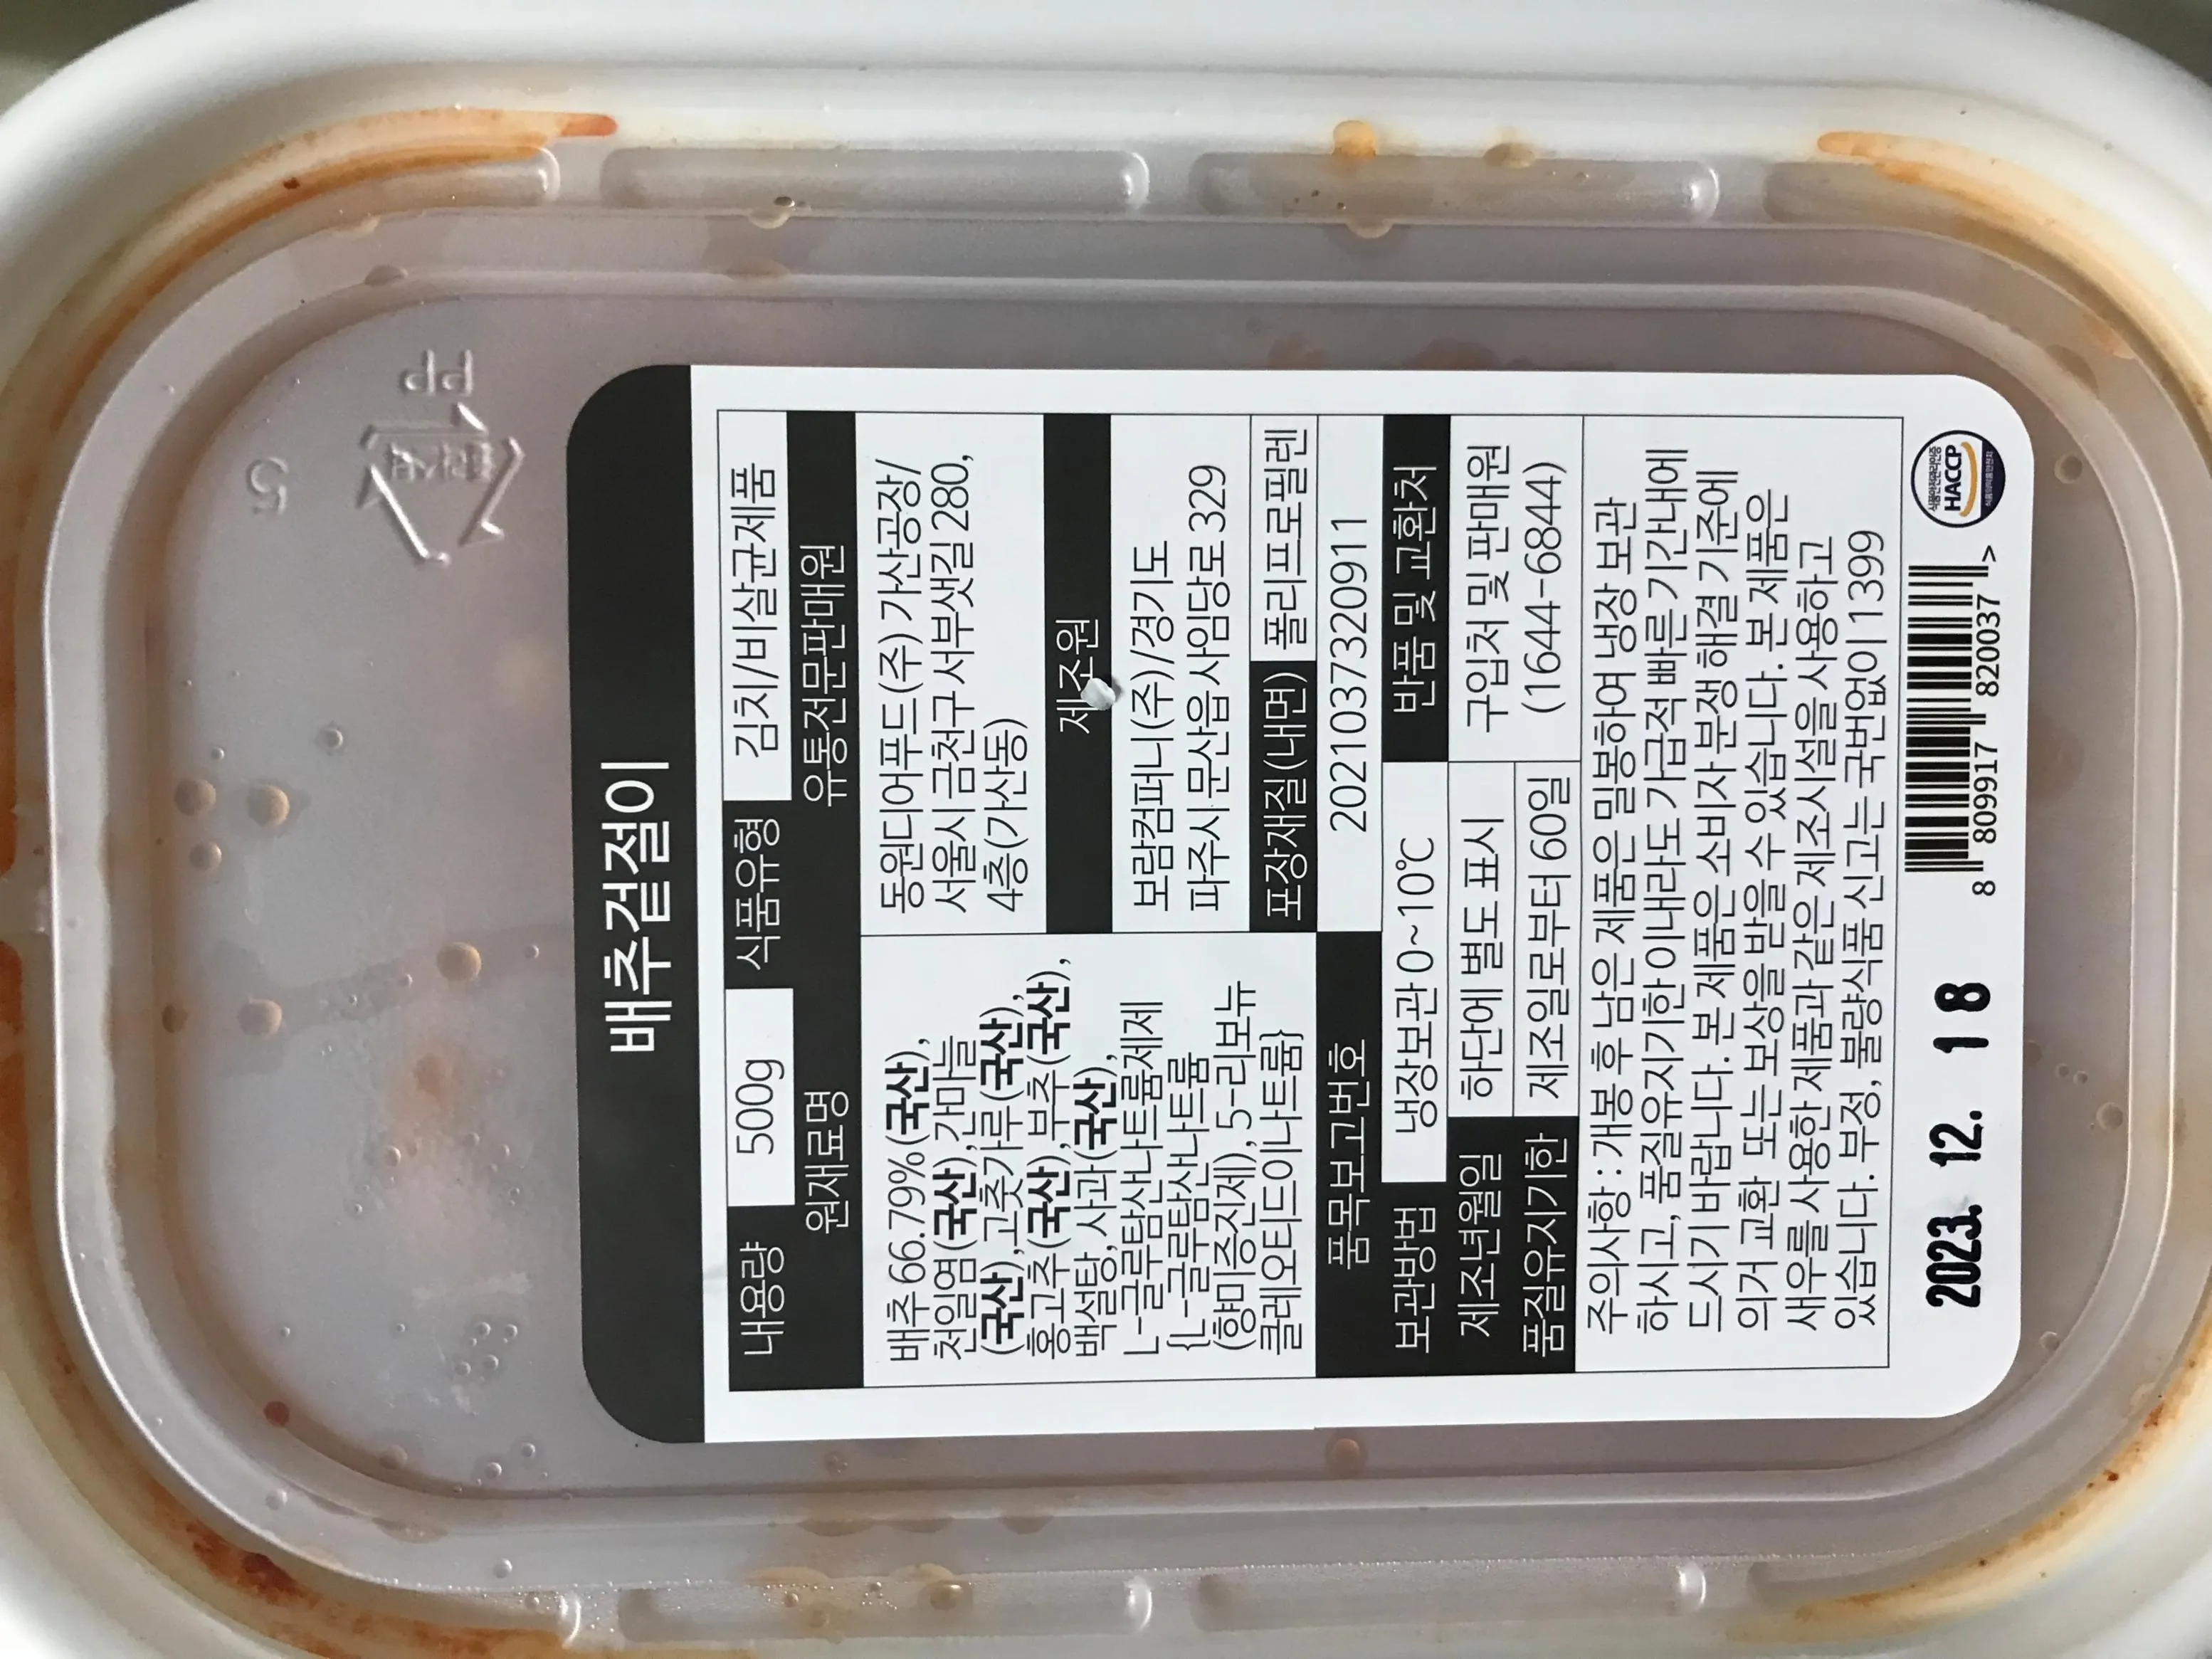 배추겉절이
내용량 500g 식품유형 김치/비살균제품
원재료명
배추 66.79%(국산),
천일염(국산),깐마늘
(국산),고춧가루(국산),
홍고추(국산),부추(국산),
백설탕, 사과(국산),
L-글루탐산나트륨제제
{L-글루탐산나트륨
(향미증진제), 5-리보뉴
클레오티드이나트륨}
유통전문판매원
동원디어푸드(주) 가산공장/
서울시 금천구 서부샛길 280,
4층(가산동)
제조원
보람컴퍼니(주)/경기도
파주시 문산읍 사임당로 329
포장재질(내면) 폴리프로필렌
품목보고번호 2021037320911
보관방법 냉장보관 0~10℃
제조년월일 하단에 별도 표시
품질유지기한 제조일로부터 60일
반품 및 교환처
구입처 및 판매원
(1644-6844)
주의사항 : 개봉 후 남은 제품은 밀봉하여 냉장 보관
하시고, 품질유지기한 이내라도 가급적 빠른 기간내에
드시기 바랍니다. 본 제품은 소비자 분쟁 해결 기준에
의거 교환 또는 보상을 받을 수 있습니다. 본 제품은
새우를 사용한 제품과 같은 제조시설을 사용하고
있습니다. 부정, 불량식품 신고는 국번없이 1399
2023. 12. 18
8 809917 820037 >
HACCP
PP
5